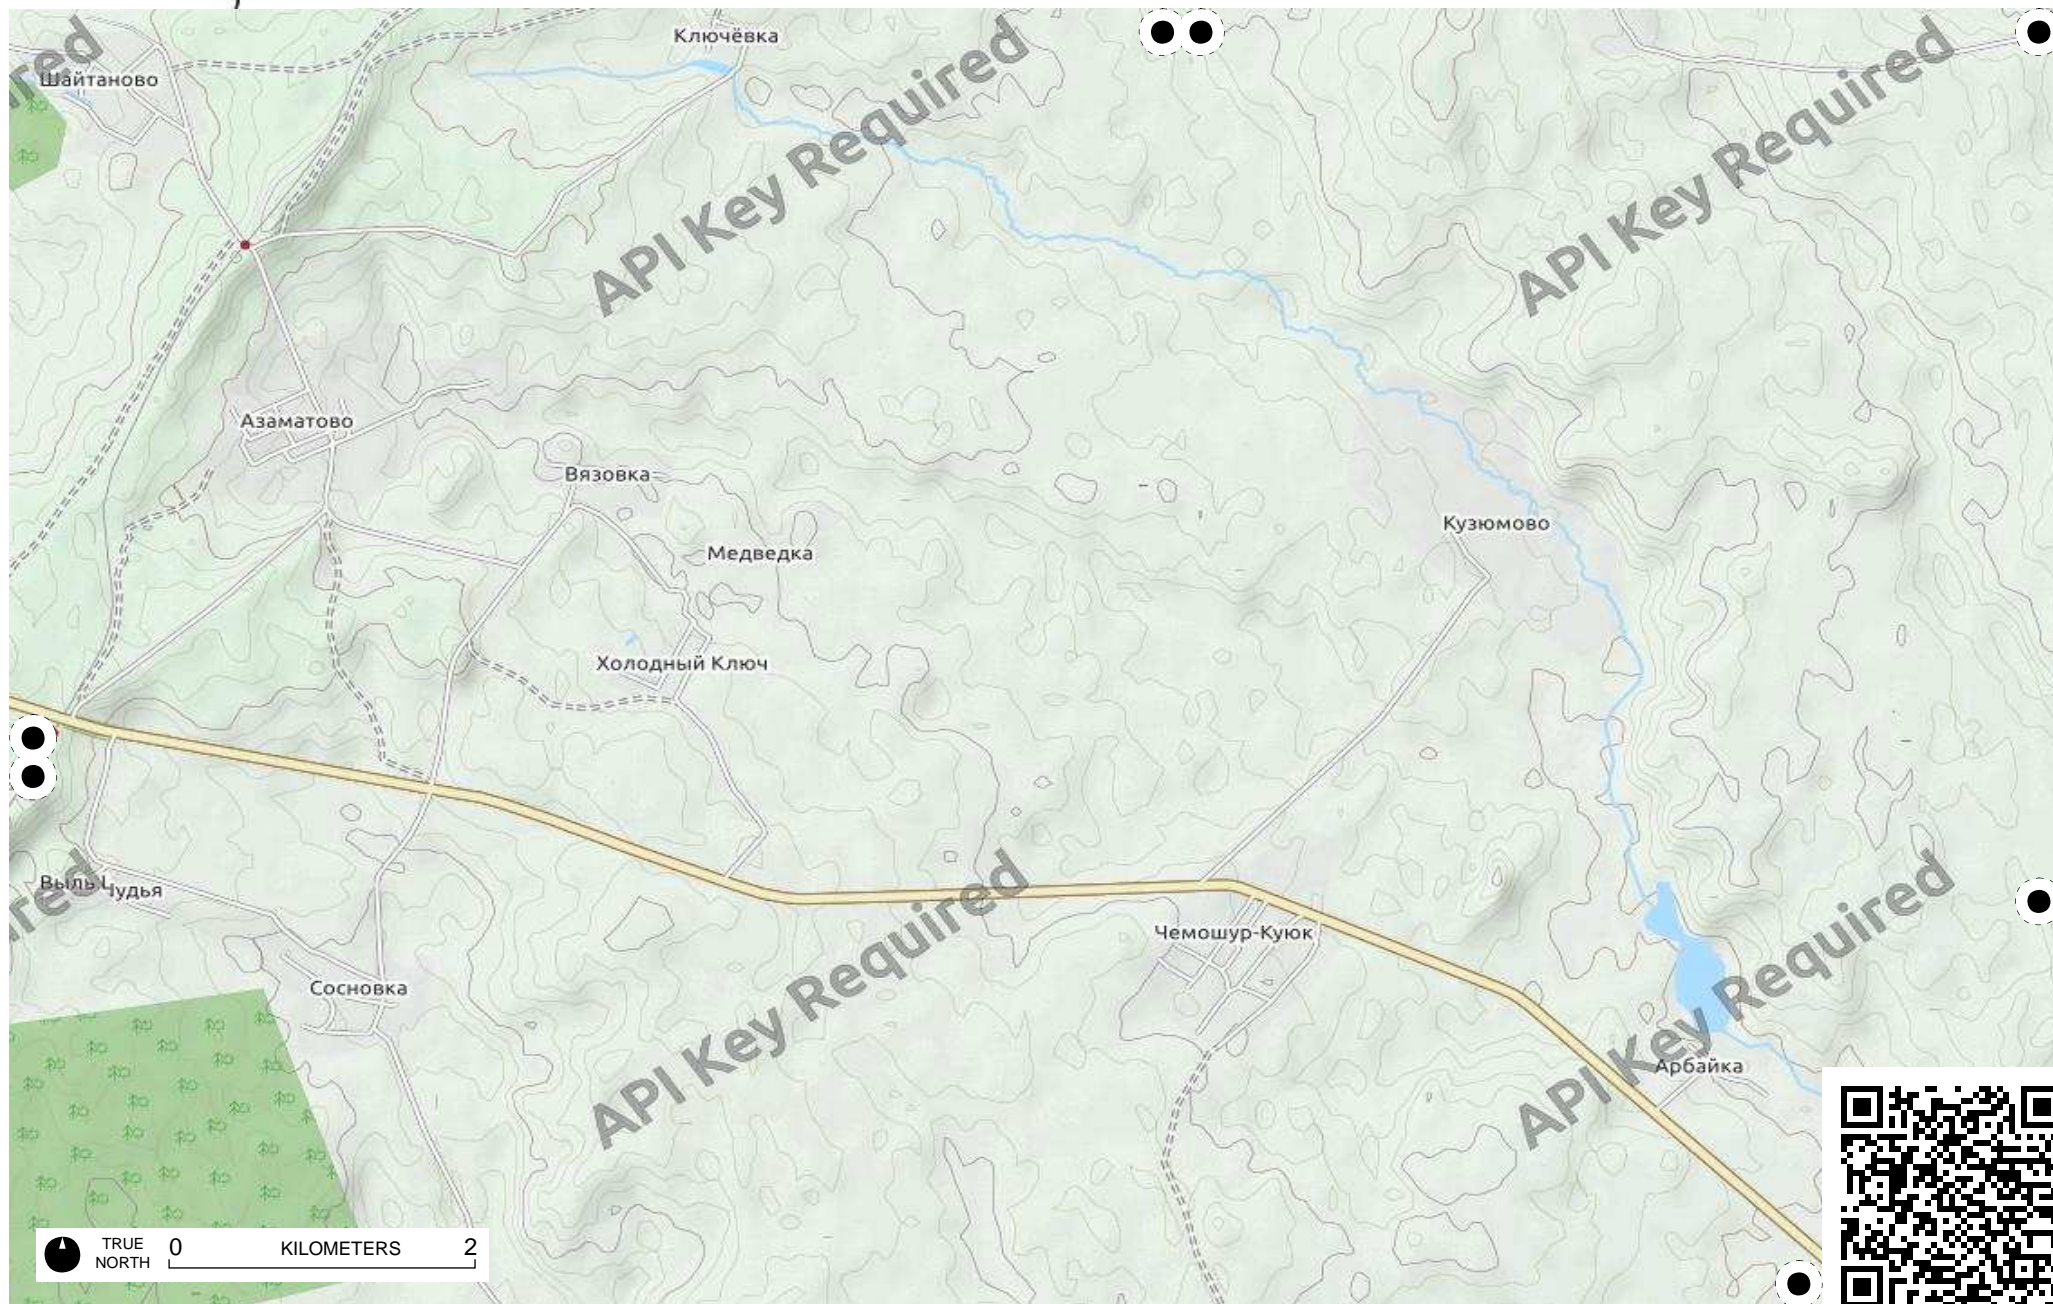 Ключёвка
Шайтаново
API Key Required
API Key Required
Азаматово
Вязовка
Кузюмово
Медведка
Холодный Ключ
Выль Чудья
Чемошур-Куюк
Сосновка
API Key Required
API Key Required
Арбайка
TRUE
NORTH
0 KILOMETERS 2